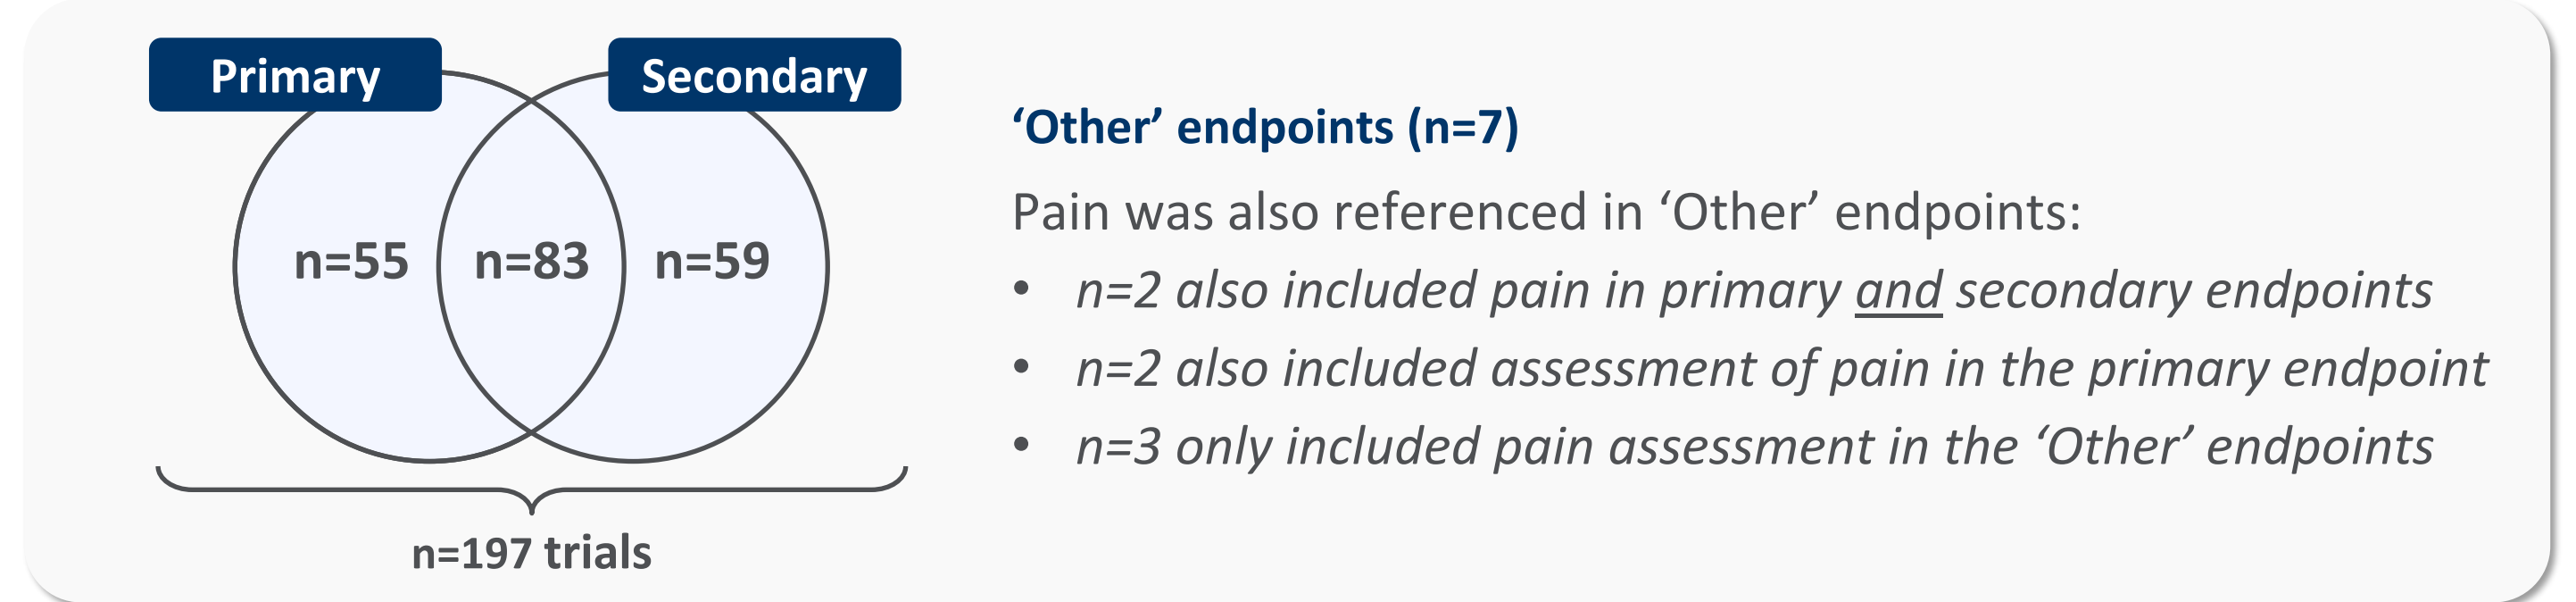 Primary
Secondary
n=55
n=83
n=59
n=197 trials
‘Other’ endpoints (n=7)
Pain was also referenced in ‘Other’ endpoints:
• n=2 also included pain in primary and secondary endpoints
• n=2 also included assessment of pain in the primary endpoint
• n=3 only included pain assessment in the ‘Other’ endpoints